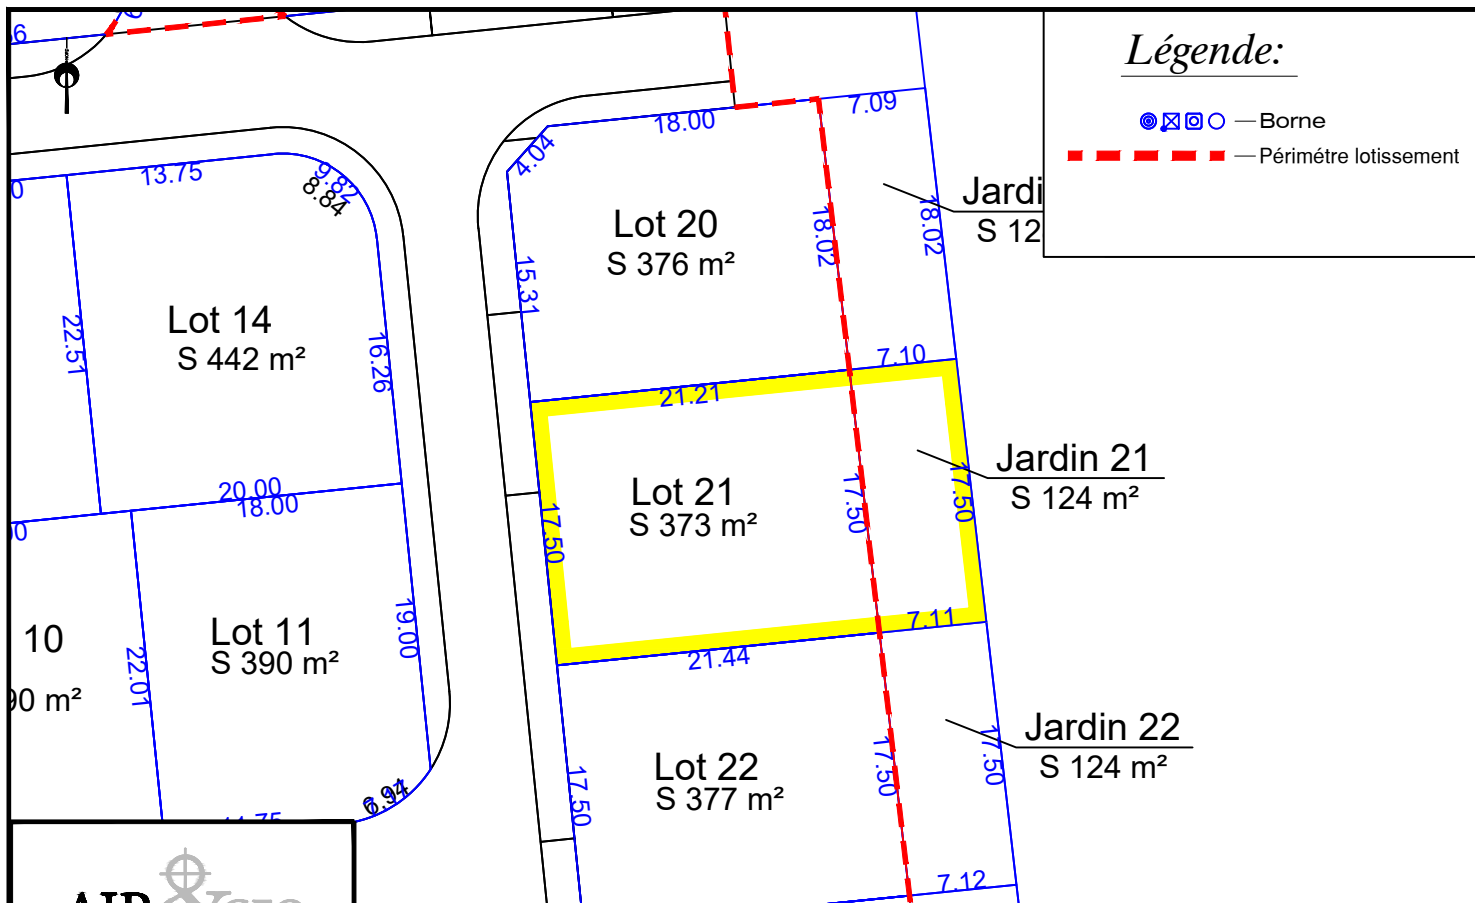 Légende:
Borne
Périmétre lotissement
7.09
18.00
4.04
13.75
9.82
8.84
Jardi
S 12
18.02
18.02
Lot 20
S 376 m²
15.31
Lot 14
S 442 m²
22.51
16.26
7.10
21.21
20.00
18.00
Jardin 21
S 124 m²
17.50
17.50
Lot 21
S 373 m²
17.50
7.11
21.44
10
90 m²
Lot 11
S 390 m²
19.00
22.01
Jardin 22
S 124 m²
17.50
17.50
Lot 22
S 377 m²
17.50
6.94
7.12